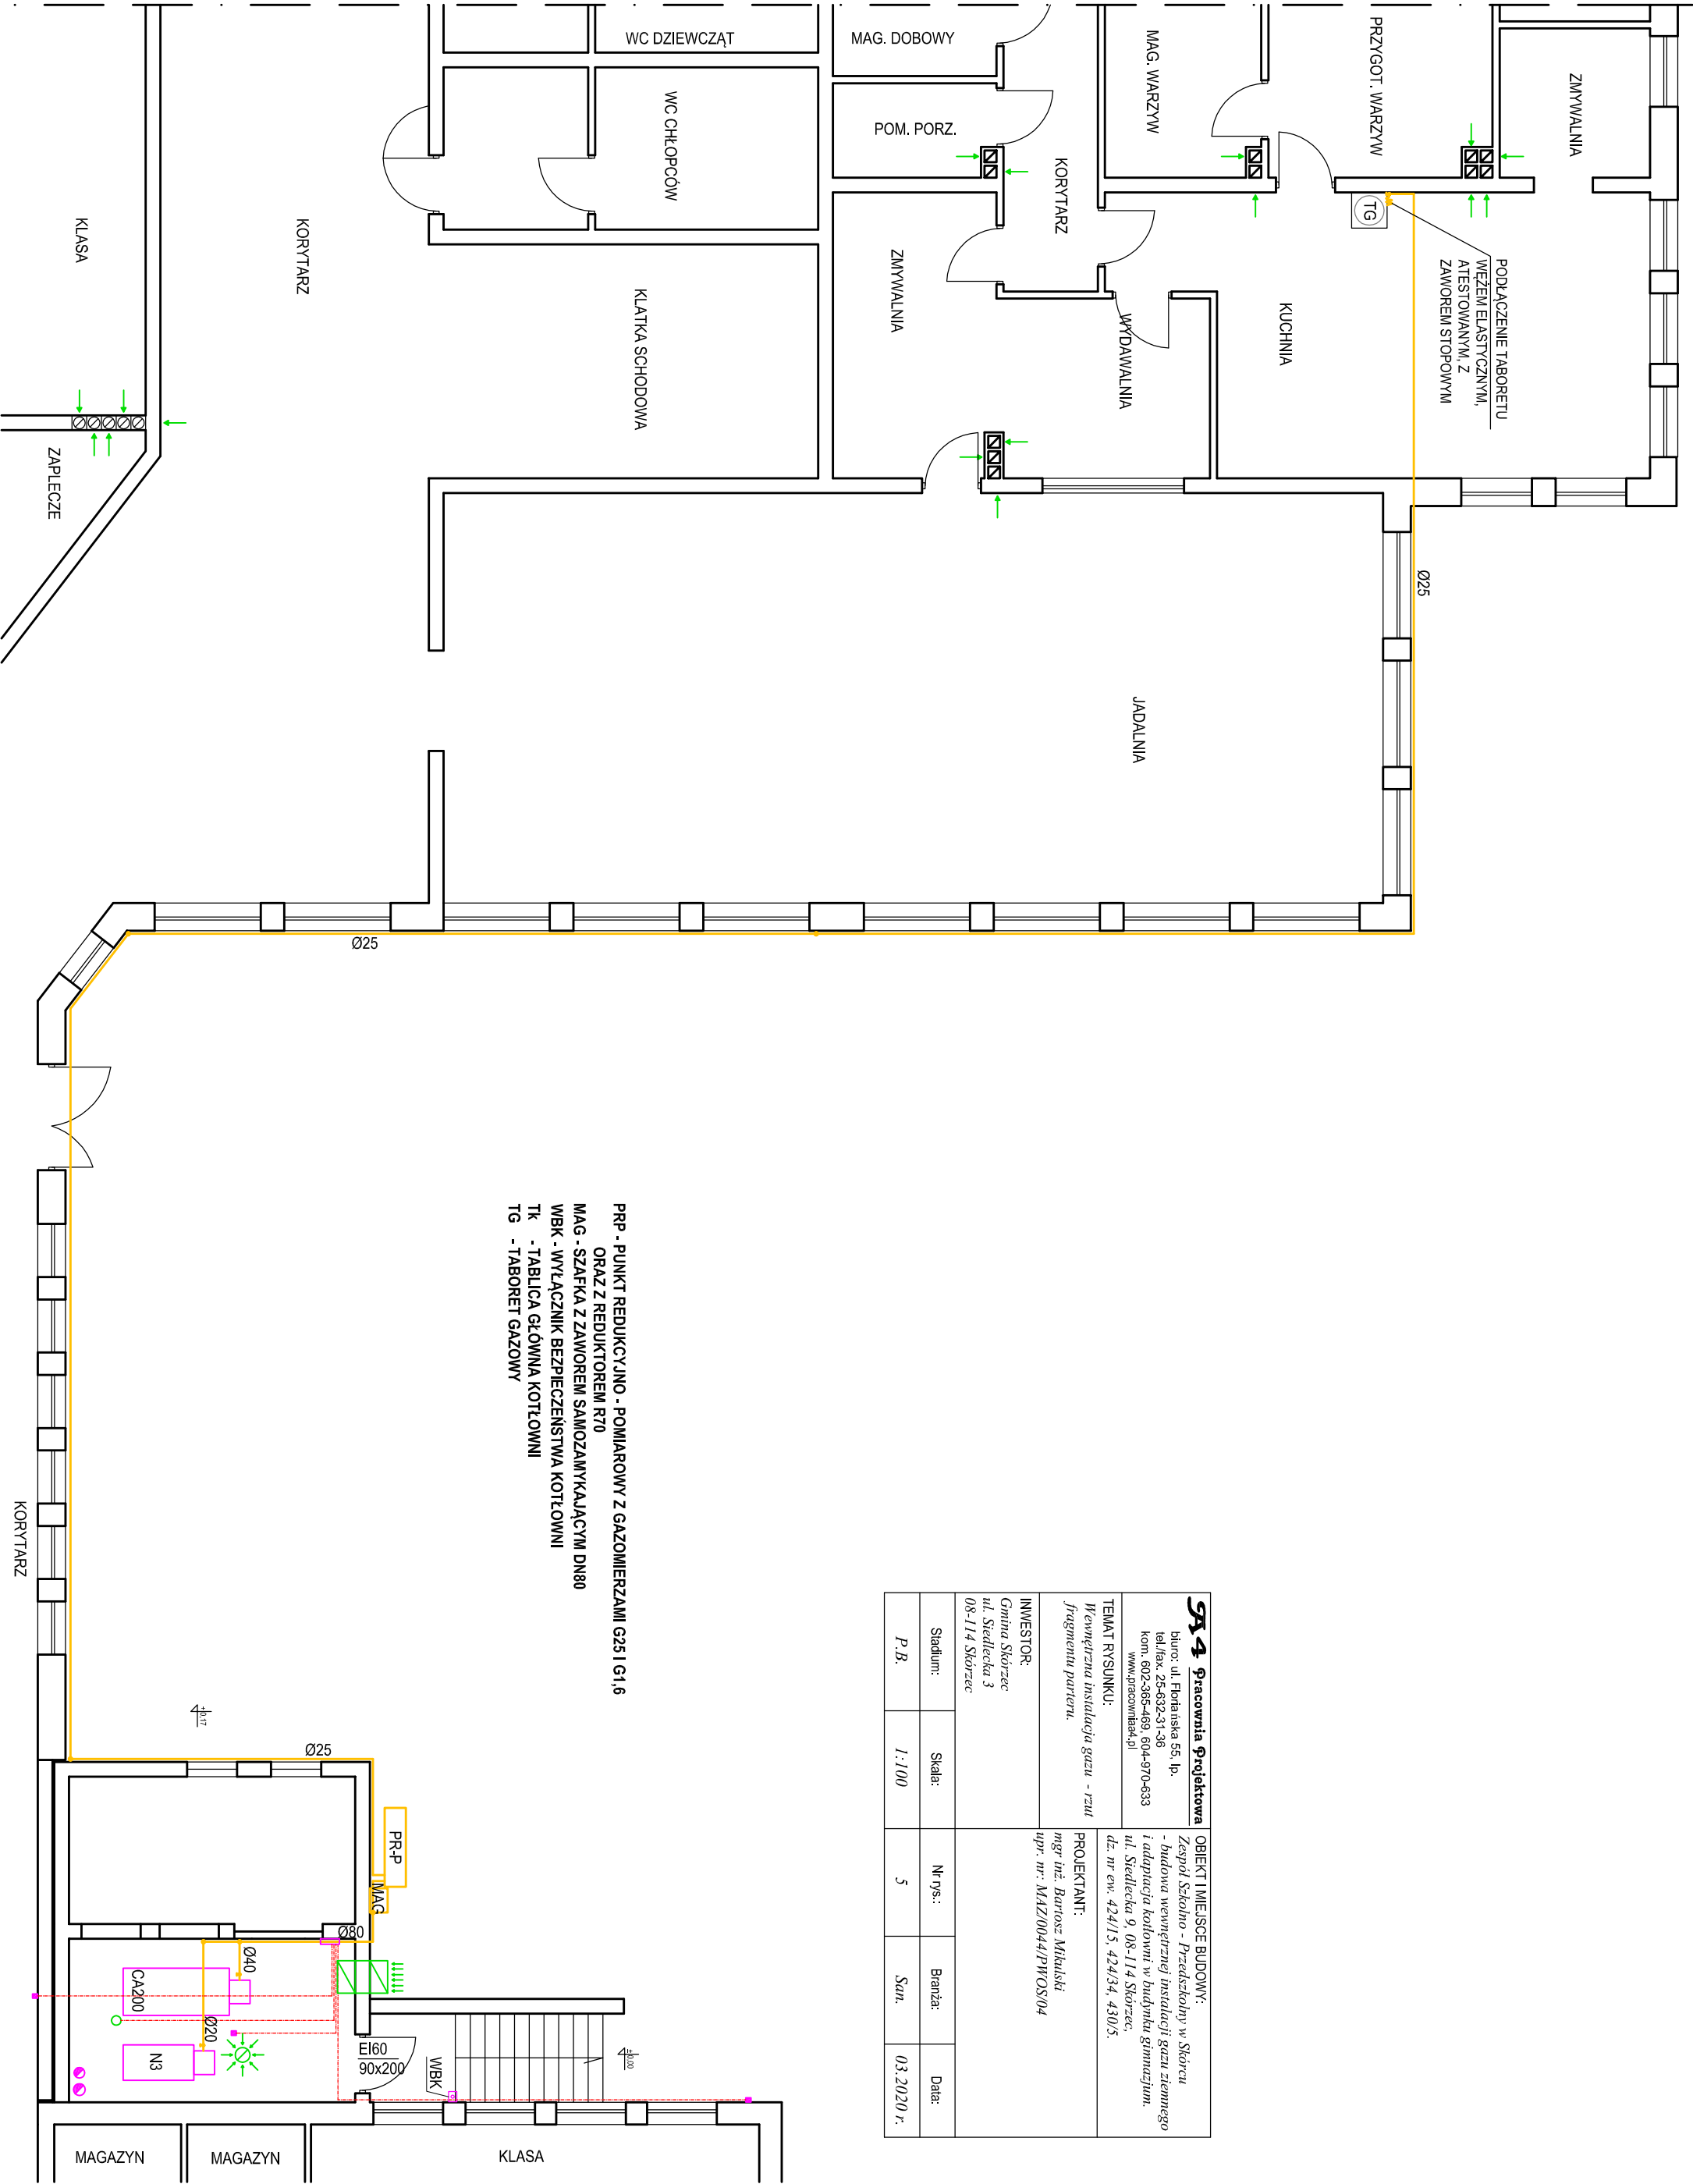 WC DZIEWCZĄT
MAG. DOBOWY
MAG. WARZYW
PRZYGOT. WARZYW
ZMYWALNIA
WC CHŁOPCÓW
POM. PORZ.
KORYTARZ
TG
KLASA
KORYTARZ
KLATKA SCHODOWA
ZMYWALNIA
WYDAWALNIA
KUCHNIA
PODŁĄCZENIE TABORETU
WĘŻEM ELASTYCZNYM,
ATESTOWANYM, Z
ZAWOREM STOPOWYM
ZAPLECZE
Ø25
JADALNIA
Ø25
PRP - PUNKT REDUKCYJNO - POMIAROWY Z GAZOMIERZAMI G25 I G1,6
ORAZ Z REDUKTOREM R70
MAG - SZAFKA Z ZAWOREM SAMOZAMYKAJĄCYM DN80
WBK - WYŁĄCZNIK BEZPIECZEŃSTWA KOTŁOWNI
Tk - TABLICA GŁÓWNA KOTŁOWNI
TG - TABORET GAZOWY
KORYTARZ
A4 Pracownia Projektowa
biuro: ul. Floriańska 55, Ip.
tel./fax. 25-632-31-36
kom. 602-365-469, 604-970-633
www.pracowniaa4.pl
OBIEKT I MIEJSCE BUDOWY:
Zespół Szkolno - Przedszkolny w Skórcu
- budowa wewnętrznej instalacji gazu ziemnego
i adaptacja kotłowni w budynku gimnazjum.
ul. Siedlecka 9, 08-114 Skórzec,
dz. nr ew. 424/15, 424/34, 430/5.
TEMAT RYSUNKU:
Wewnętrzna instalacja gazu - rzut
fragmentu parteru.
PROJEKTANT:
mgr inż. Bartosz Mikulski
upr. nr: MAZ/0044/PWOS/04
INWESTOR:
Gmina Skórzec
ul. Siedlecka 3
08-114 Skórzec
Stadium: Skala: Nr rys.: Branża: Data:
P.B. 1:100 5 San. 03.2020 r.
+0,17
Ø25
PR-P
MAG
Ø80
Ø40
CA200
Ø20
N3
EI60
90x200
WBK
±0,00
MAGAZYN
MAGAZYN
KLASA